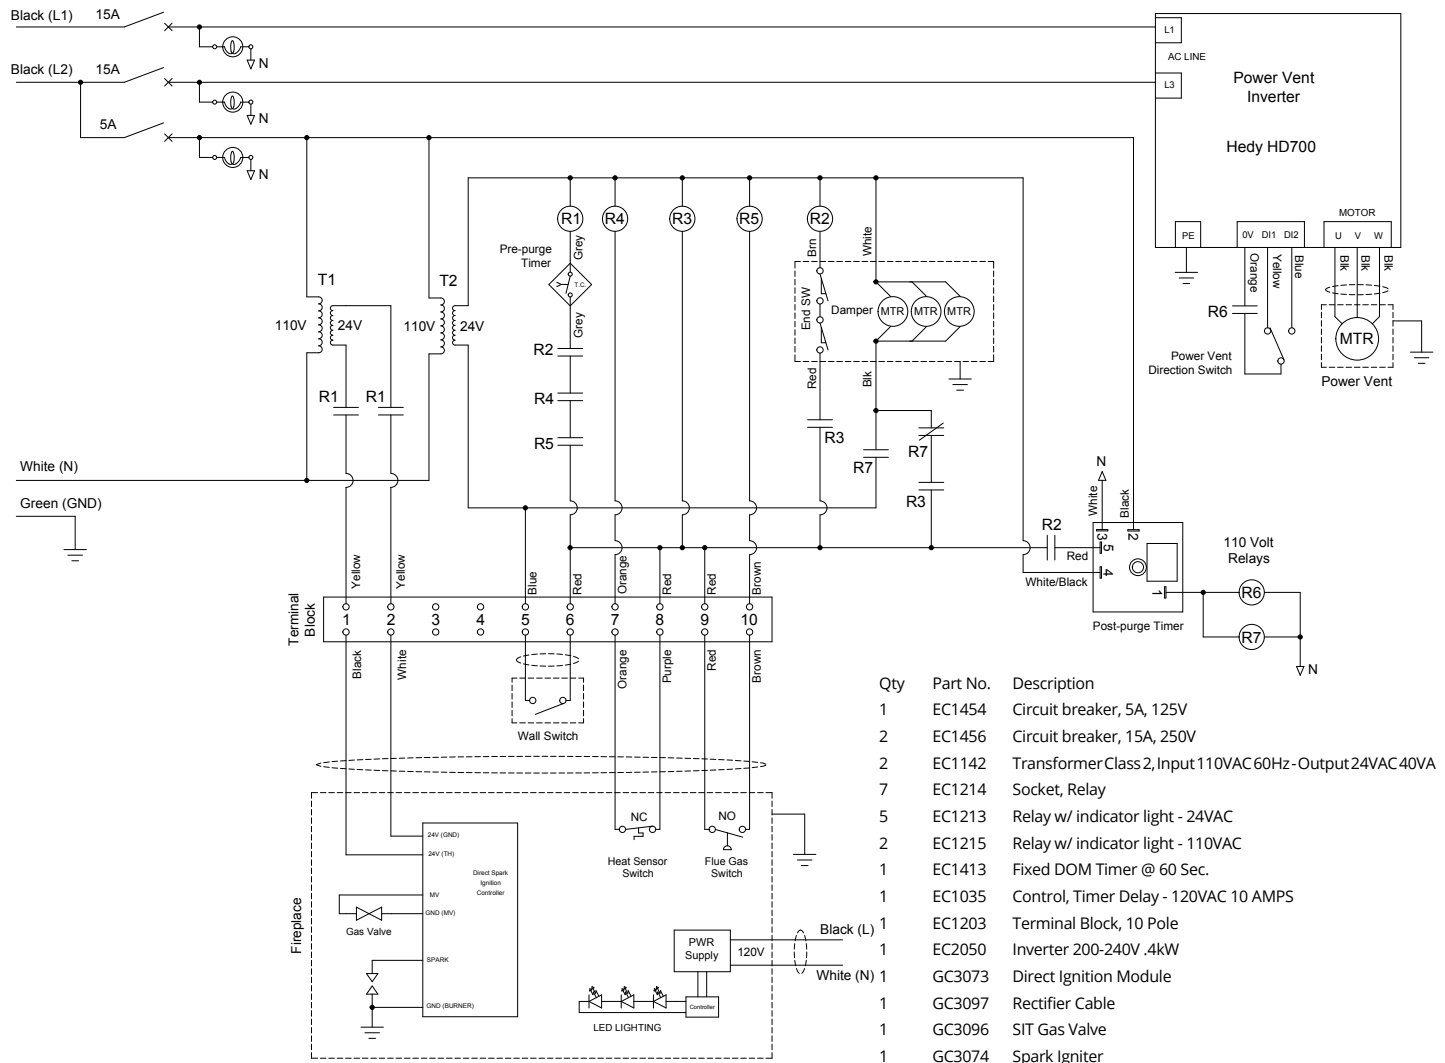 Black (L1) 15A
L1
AC LINE
N
Black (L2) 15A
L3
Power Vent
Inverter
N
5A
Hedy HD700
N
R1 R4 R3 R5 R2
MOTOR
PE
0V DI1 DI2
U V W
Pre-purge
Timer
Grey
Brn
White
T.C.
Grey
Orange
Yellow
Blue
Blk
Blk
Blk
T1
T2
110V 24V
110V 24V
End SW
Damper
MTR MTR MTR
R6
MTR
Power Vent
Direction Switch
Power Vent
R2
Red
Blk
R1
R1
R4
R3
R7
R5
R7
R3
White (N)
Green (GND)
N
White
Black
R2
Red
White/Black
3
2
5
4
1
Post-purge Timer
110 Volt
Relays
R6
R7
N
Yellow
Yellow
Blue
Red
Orange
Red
Red
Brown
Terminal
Block
1 2 3 4 5 6 7 8 9 10
Black
White
Orange
Purple
Red
Brown
Wall Switch
Fireplace
24V (GND)
24V (TH)
Direct Spark
Ignition
Controller
MV
GND (MV)
Gas Valve
SPARK
GND (BURNER)
NC
Heat Sensor
Switch
NO
Flue Gas
Switch
PWR
Supply
120V
Black (L)
White (N)
Controller
LED LIGHTING
Qty Part No. Description
1 EC1454 Circuit breaker, 5A, 125V
2 EC1456 Circuit breaker, 15A, 250V
2 EC1142 Transformer Class 2, Input 110VAC 60Hz - Output 24VAC 40VA
7 EC1214 Socket, Relay
5 EC1213 Relay w/ indicator light - 24VAC
2 EC1215 Relay w/ indicator light - 110VAC
1 EC1413 Fixed DOM Timer @ 60 Sec.
1 EC1035 Control, Timer Delay - 120VAC 10 AMPS
1 EC1203 Terminal Block, 10 Pole
1 EC2050 Inverter 200-240V .4kW
1 GC3073 Direct Ignition Module
1 GC3097 Rectifier Cable
1 GC3096 SIT Gas Valve
1 GC3074 Spark Igniter